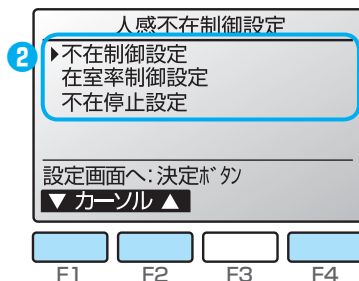 人感不在制御設定
2
▶不在制御設定
在室率制御設定
不在停止設定
設定画面へ:決定ボタン
▼ カーソル ▲
F1 F2 F3 F4